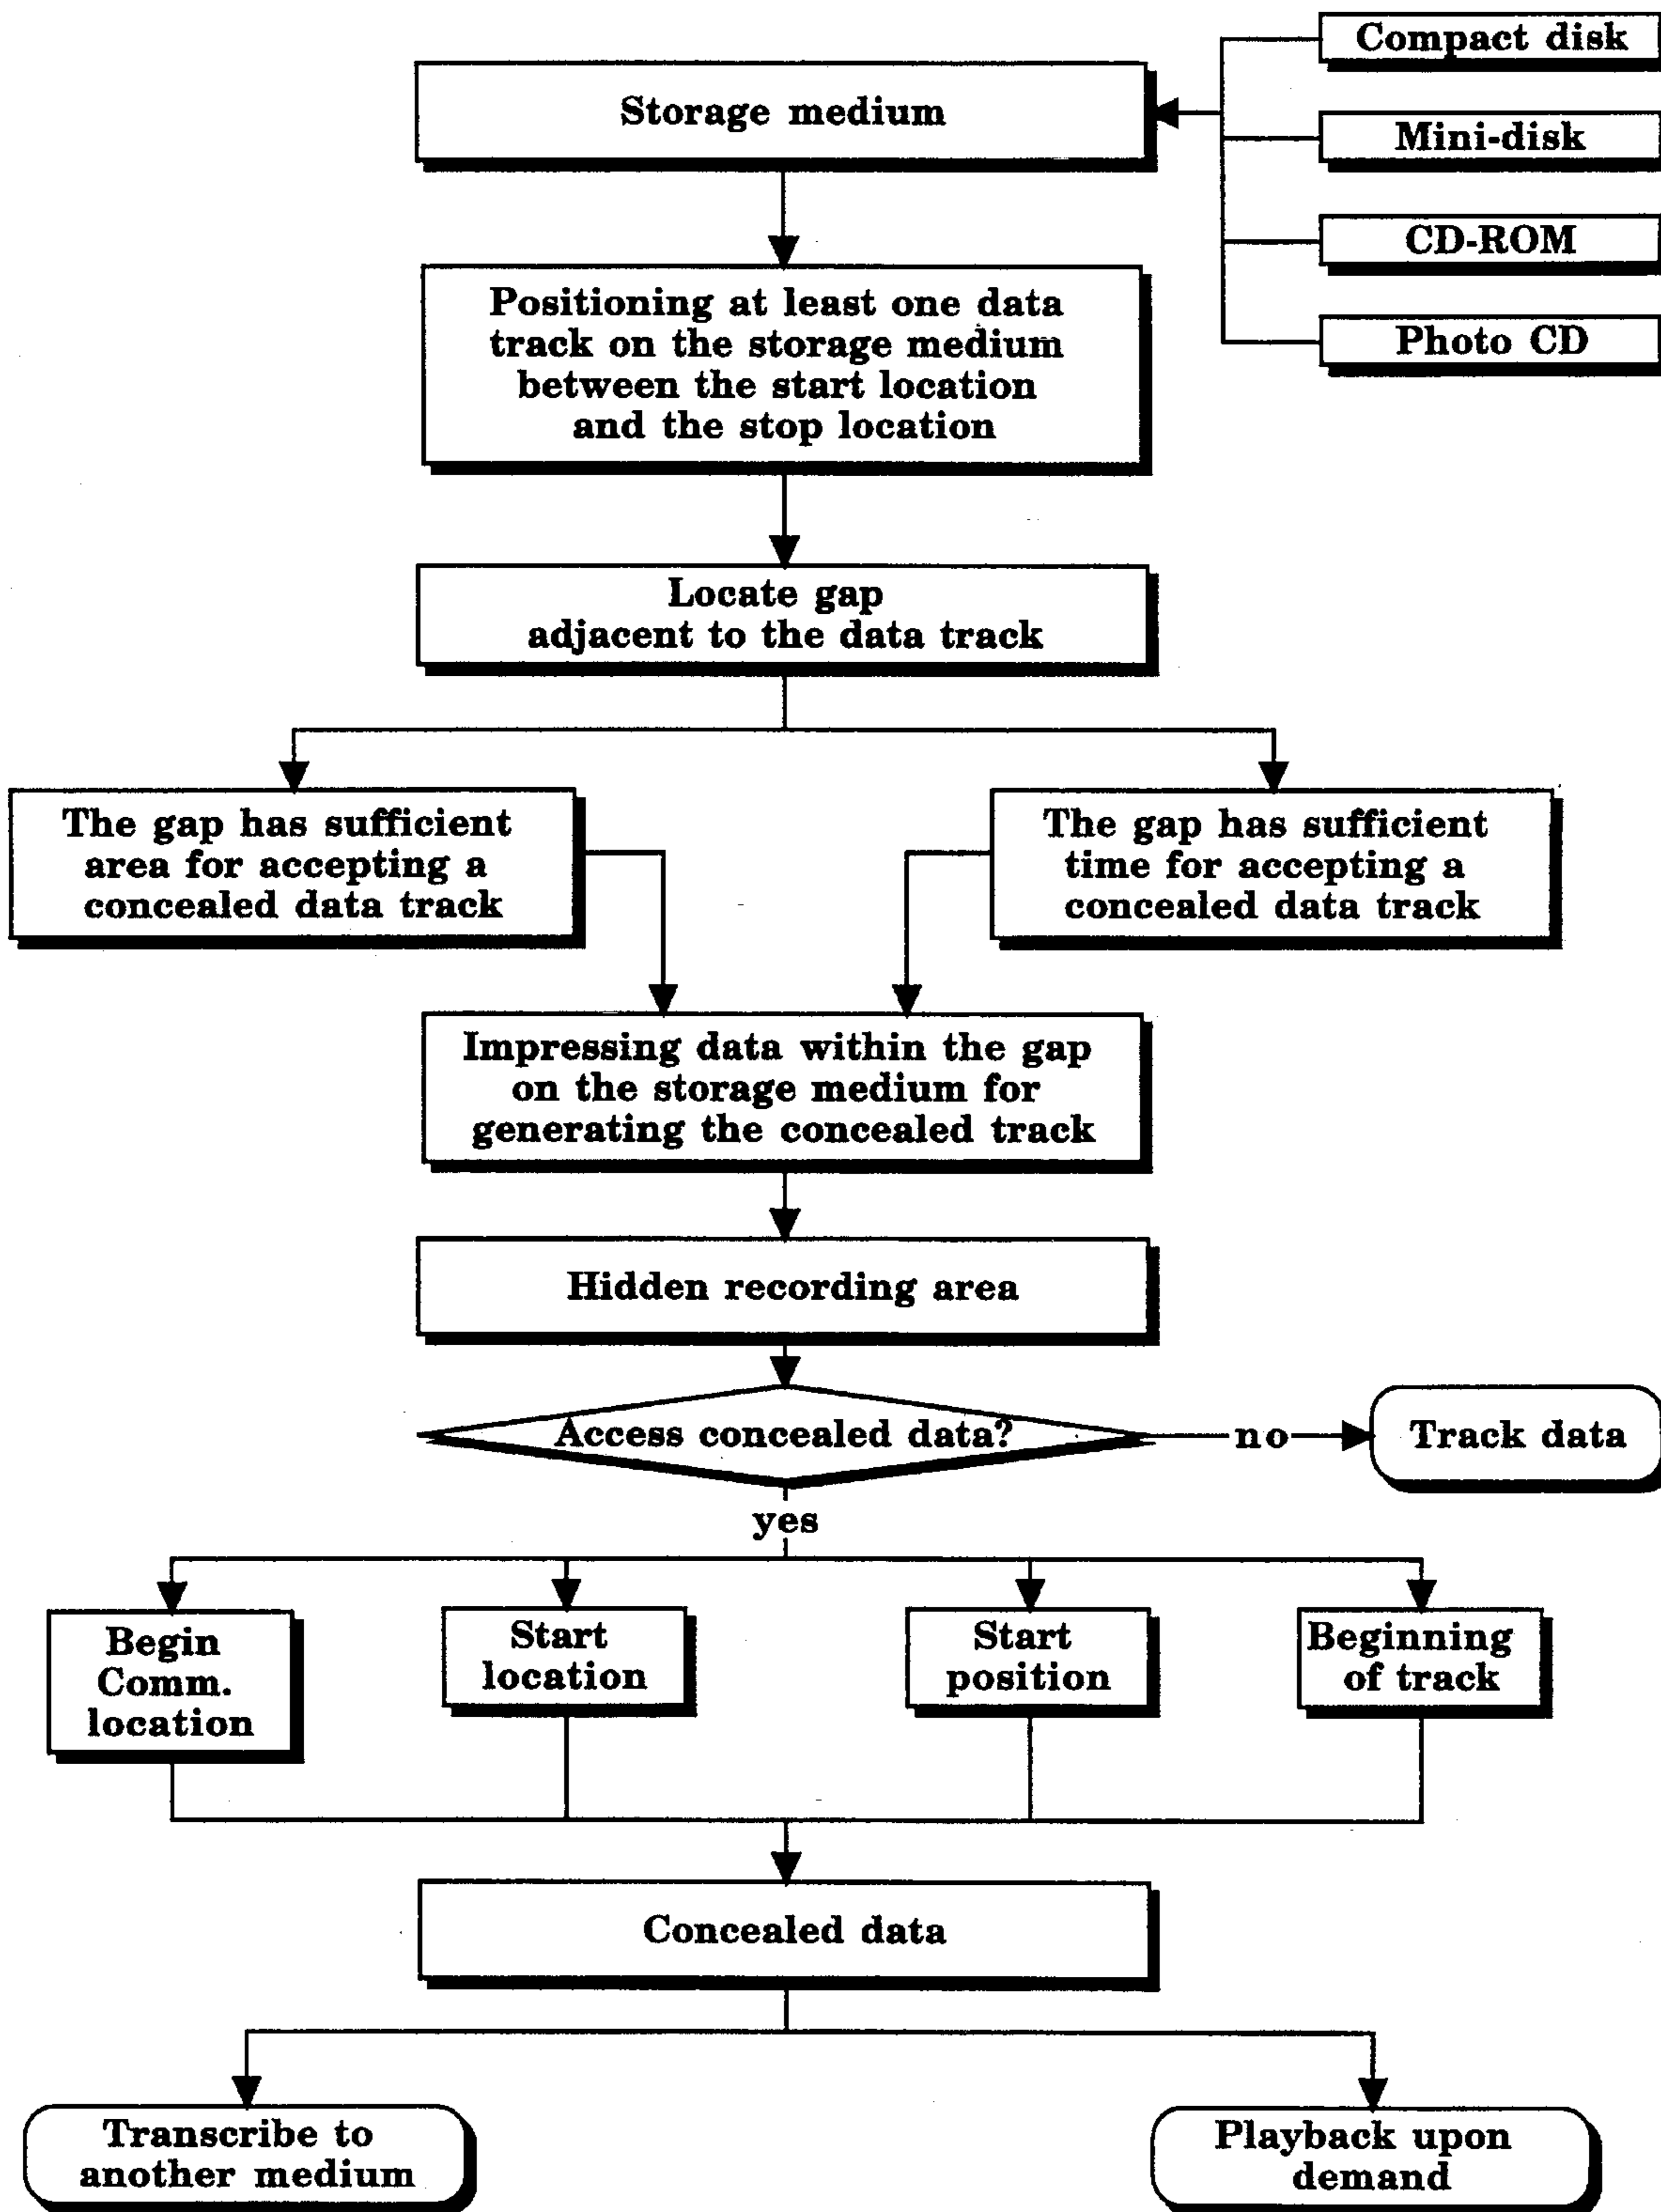 Compact disk
Storage medium
Mini-disk
CD-ROM
Photo CD
Positioning at least one data
track on the storage medium
between the start location
and the stop location
Locate gap
adjacent to the data track
The gap has sufficient
area for accepting a
concealed data track
The gap has sufficient
time for accepting a
concealed data track
Impressing data within the gap
on the storage medium for
generating the concealed track
Hidden recording area
Access concealed data?
no
Track data
yes
Begin
Comm.
location
Start
location
Start
position
Beginning
of track
Concealed data
Transcribe to
another medium
Playback upon
demand